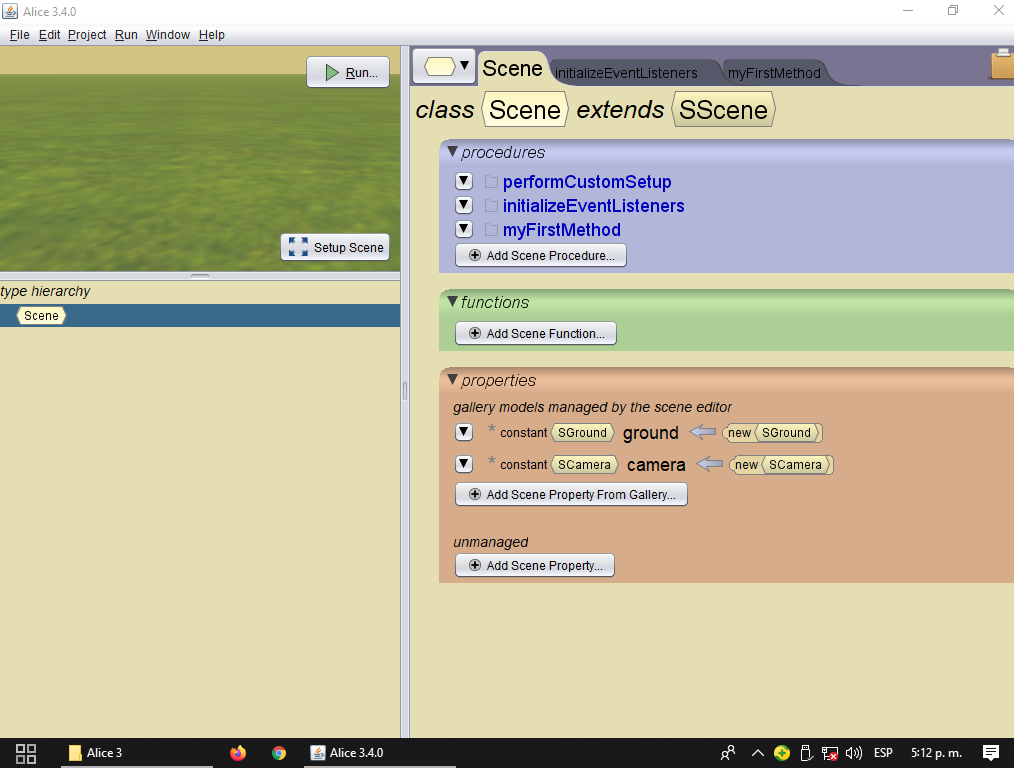 Alice 3.4.0
File Edit Project Run Window Help
Run...
Setup Scene
type hierarchy
Scene
Scene initializeEventListeners myFirstMethod
class Scene extends SScene
procedures
performCustomSetup
initializeEventListeners
myFirstMethod
Add Scene Procedure...
functions
Add Scene Function...
properties
gallery models managed by the scene editor
* constant SGround ground new SGround
* constant SCamera camera new SCamera
Add Scene Property From Gallery...
unmanaged
Add Scene Property...
Alice 3 Alice 3.4.0 ESP 5:12 p. m.